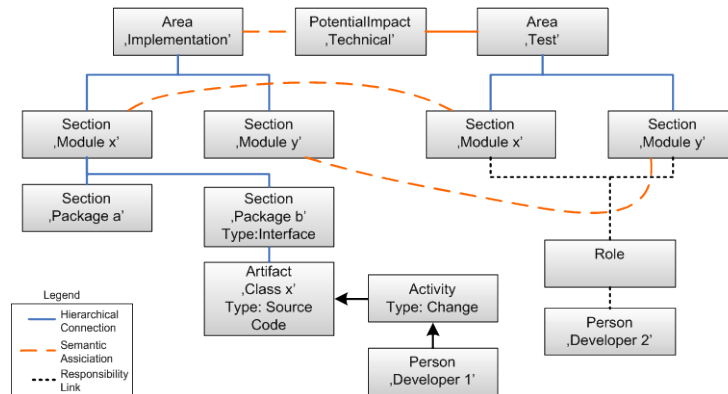 Area
‚Implementation’
PotentialImpact
‚Technical’
Area
‚Test’
Section
‚Module x’
Section
‚Module y’
Section
‚Module x’
Section
‚Module y’
Section
‚Package a’
Section
‚Package b’
Type:Interface
Artifact
‚Class x’
Type: Source
Code
Activity
Type: Change
Person
‚Developer 1’
Role
Person
‚Developer 2’
Legend
Hierarchical
Connection
Semantic
Assiciation
Responsibility
Link